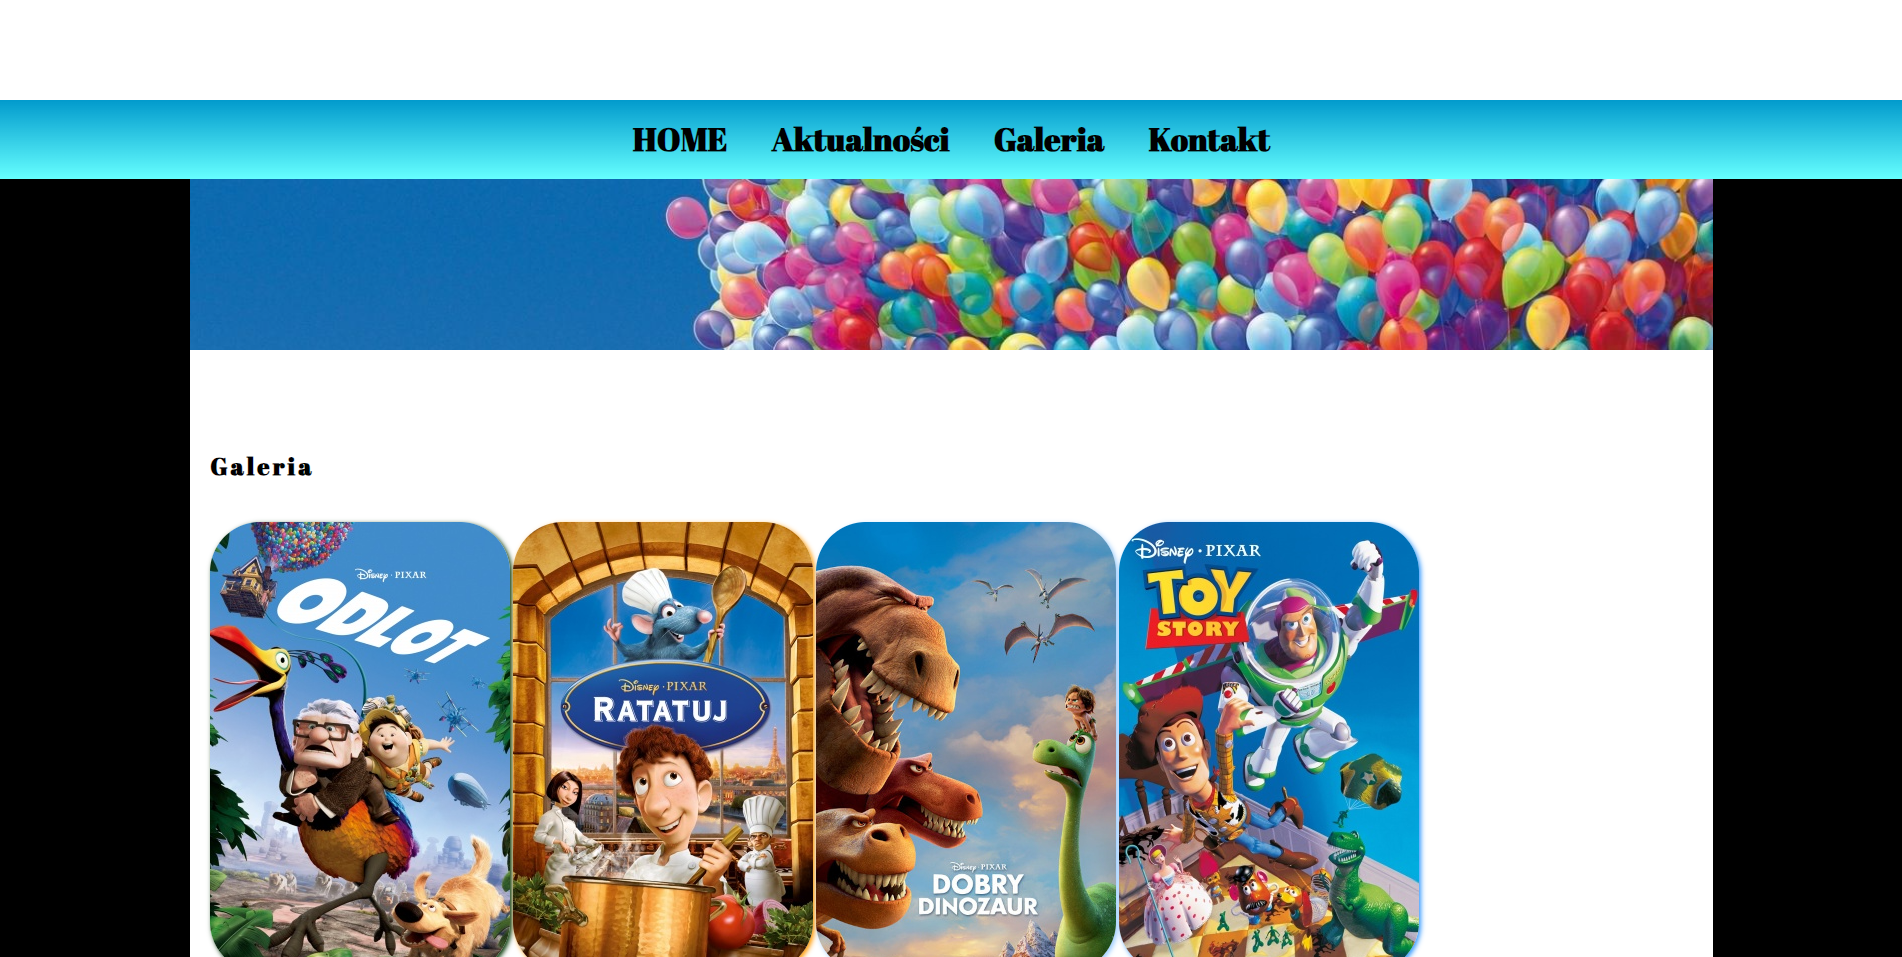 HOME Aktualności Galeria Kontakt
Galeria
Disney · PIXAR
ODLOT
Disney · PIXAR
RATATUJ
Disney · PIXAR
DOBRY
DINOZAUR
Disney · PIXAR
TOY
STORY